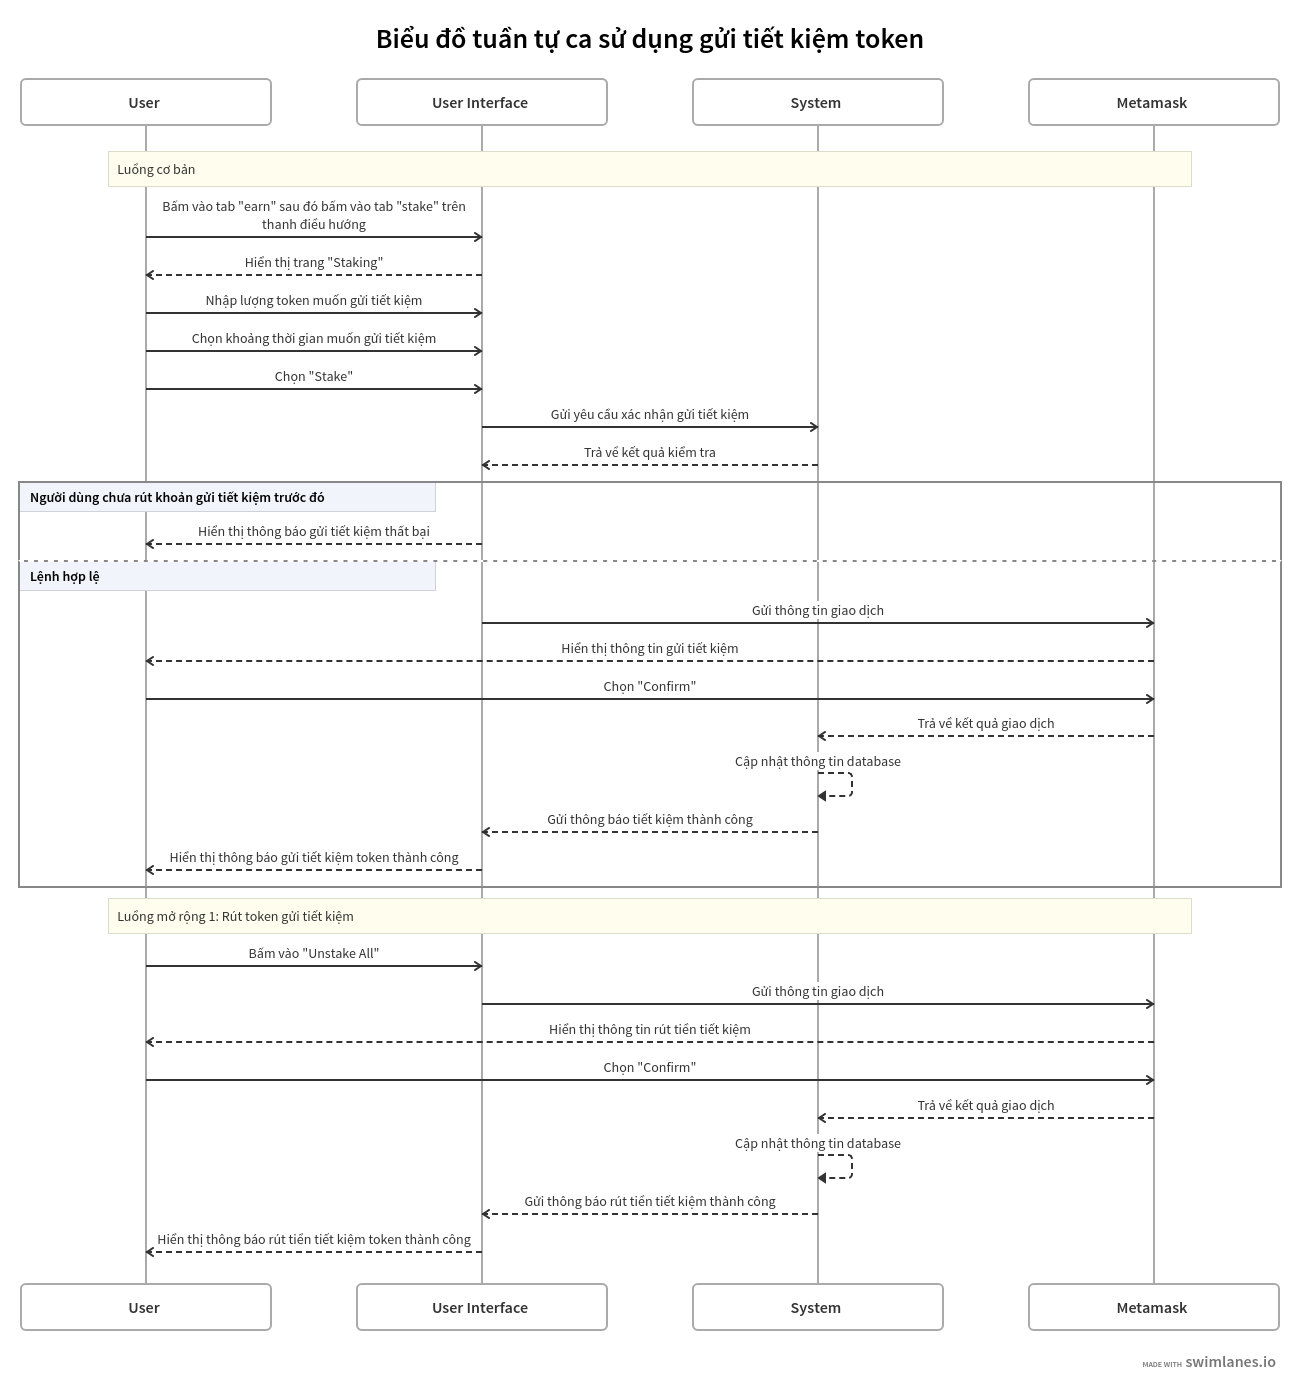 Biểu đồ tuần tự ca sử dụng gửi tiết kiệm token
User
User Interface
System
Metamask
Luồng cơ bản
Bấm vào tab "earn" sau đó bấm vào tab "stake" trên
thanh điều hướng
Hiển thị trang "Staking"
Nhập lượng token muốn gửi tiết kiệm
Chọn khoảng thời gian muốn gửi tiết kiệm
Chọn "Stake"
Gửi yêu cầu xác nhận gửi tiết kiệm
Trả về kết quả kiểm tra
Người dùng chưa rút khoản gửi tiết kiệm trước đó
Hiển thị thông báo gửi tiết kiệm thất bại
Lệnh hợp lệ
Gửi thông tin giao dịch
Hiển thị thông tin gửi tiết kiệm
Chọn "Confirm"
Trả về kết quả giao dịch
Cập nhật thông tin database
Gửi thông báo tiết kiệm thành công
Hiển thị thông báo gửi tiết kiệm token thành công
Luồng mở rộng 1: Rút token gửi tiết kiệm
Bấm vào "Unstake All"
Gửi thông tin giao dịch
Hiển thị thông tin rút tiền tiết kiệm
Chọn "Confirm"
Trả về kết quả giao dịch
Cập nhật thông tin database
Gửi thông báo rút tiền tiết kiệm thành công
Hiển thị thông báo rút tiền tiết kiệm token thành công
User
User Interface
System
Metamask
MADE WITH swimlanes.io